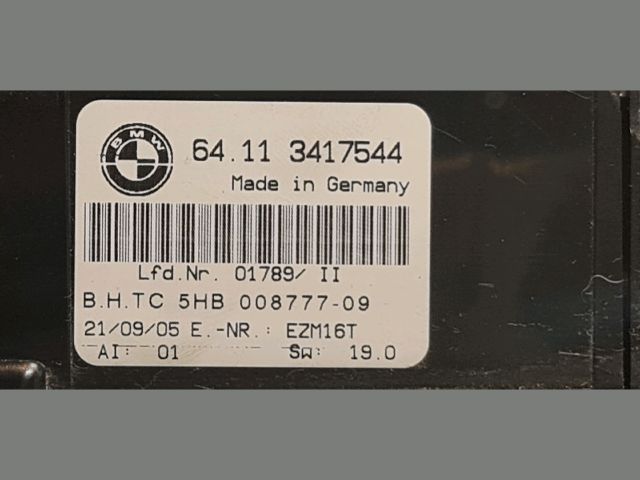 BMW
64.11 3417544
Made in Germany
Lfd.Nr. 01789/ II
B.H.TC 5HB 008777-09
21/09/05 E.-NR.: EZM16T
AI: 01 SW: 19.0